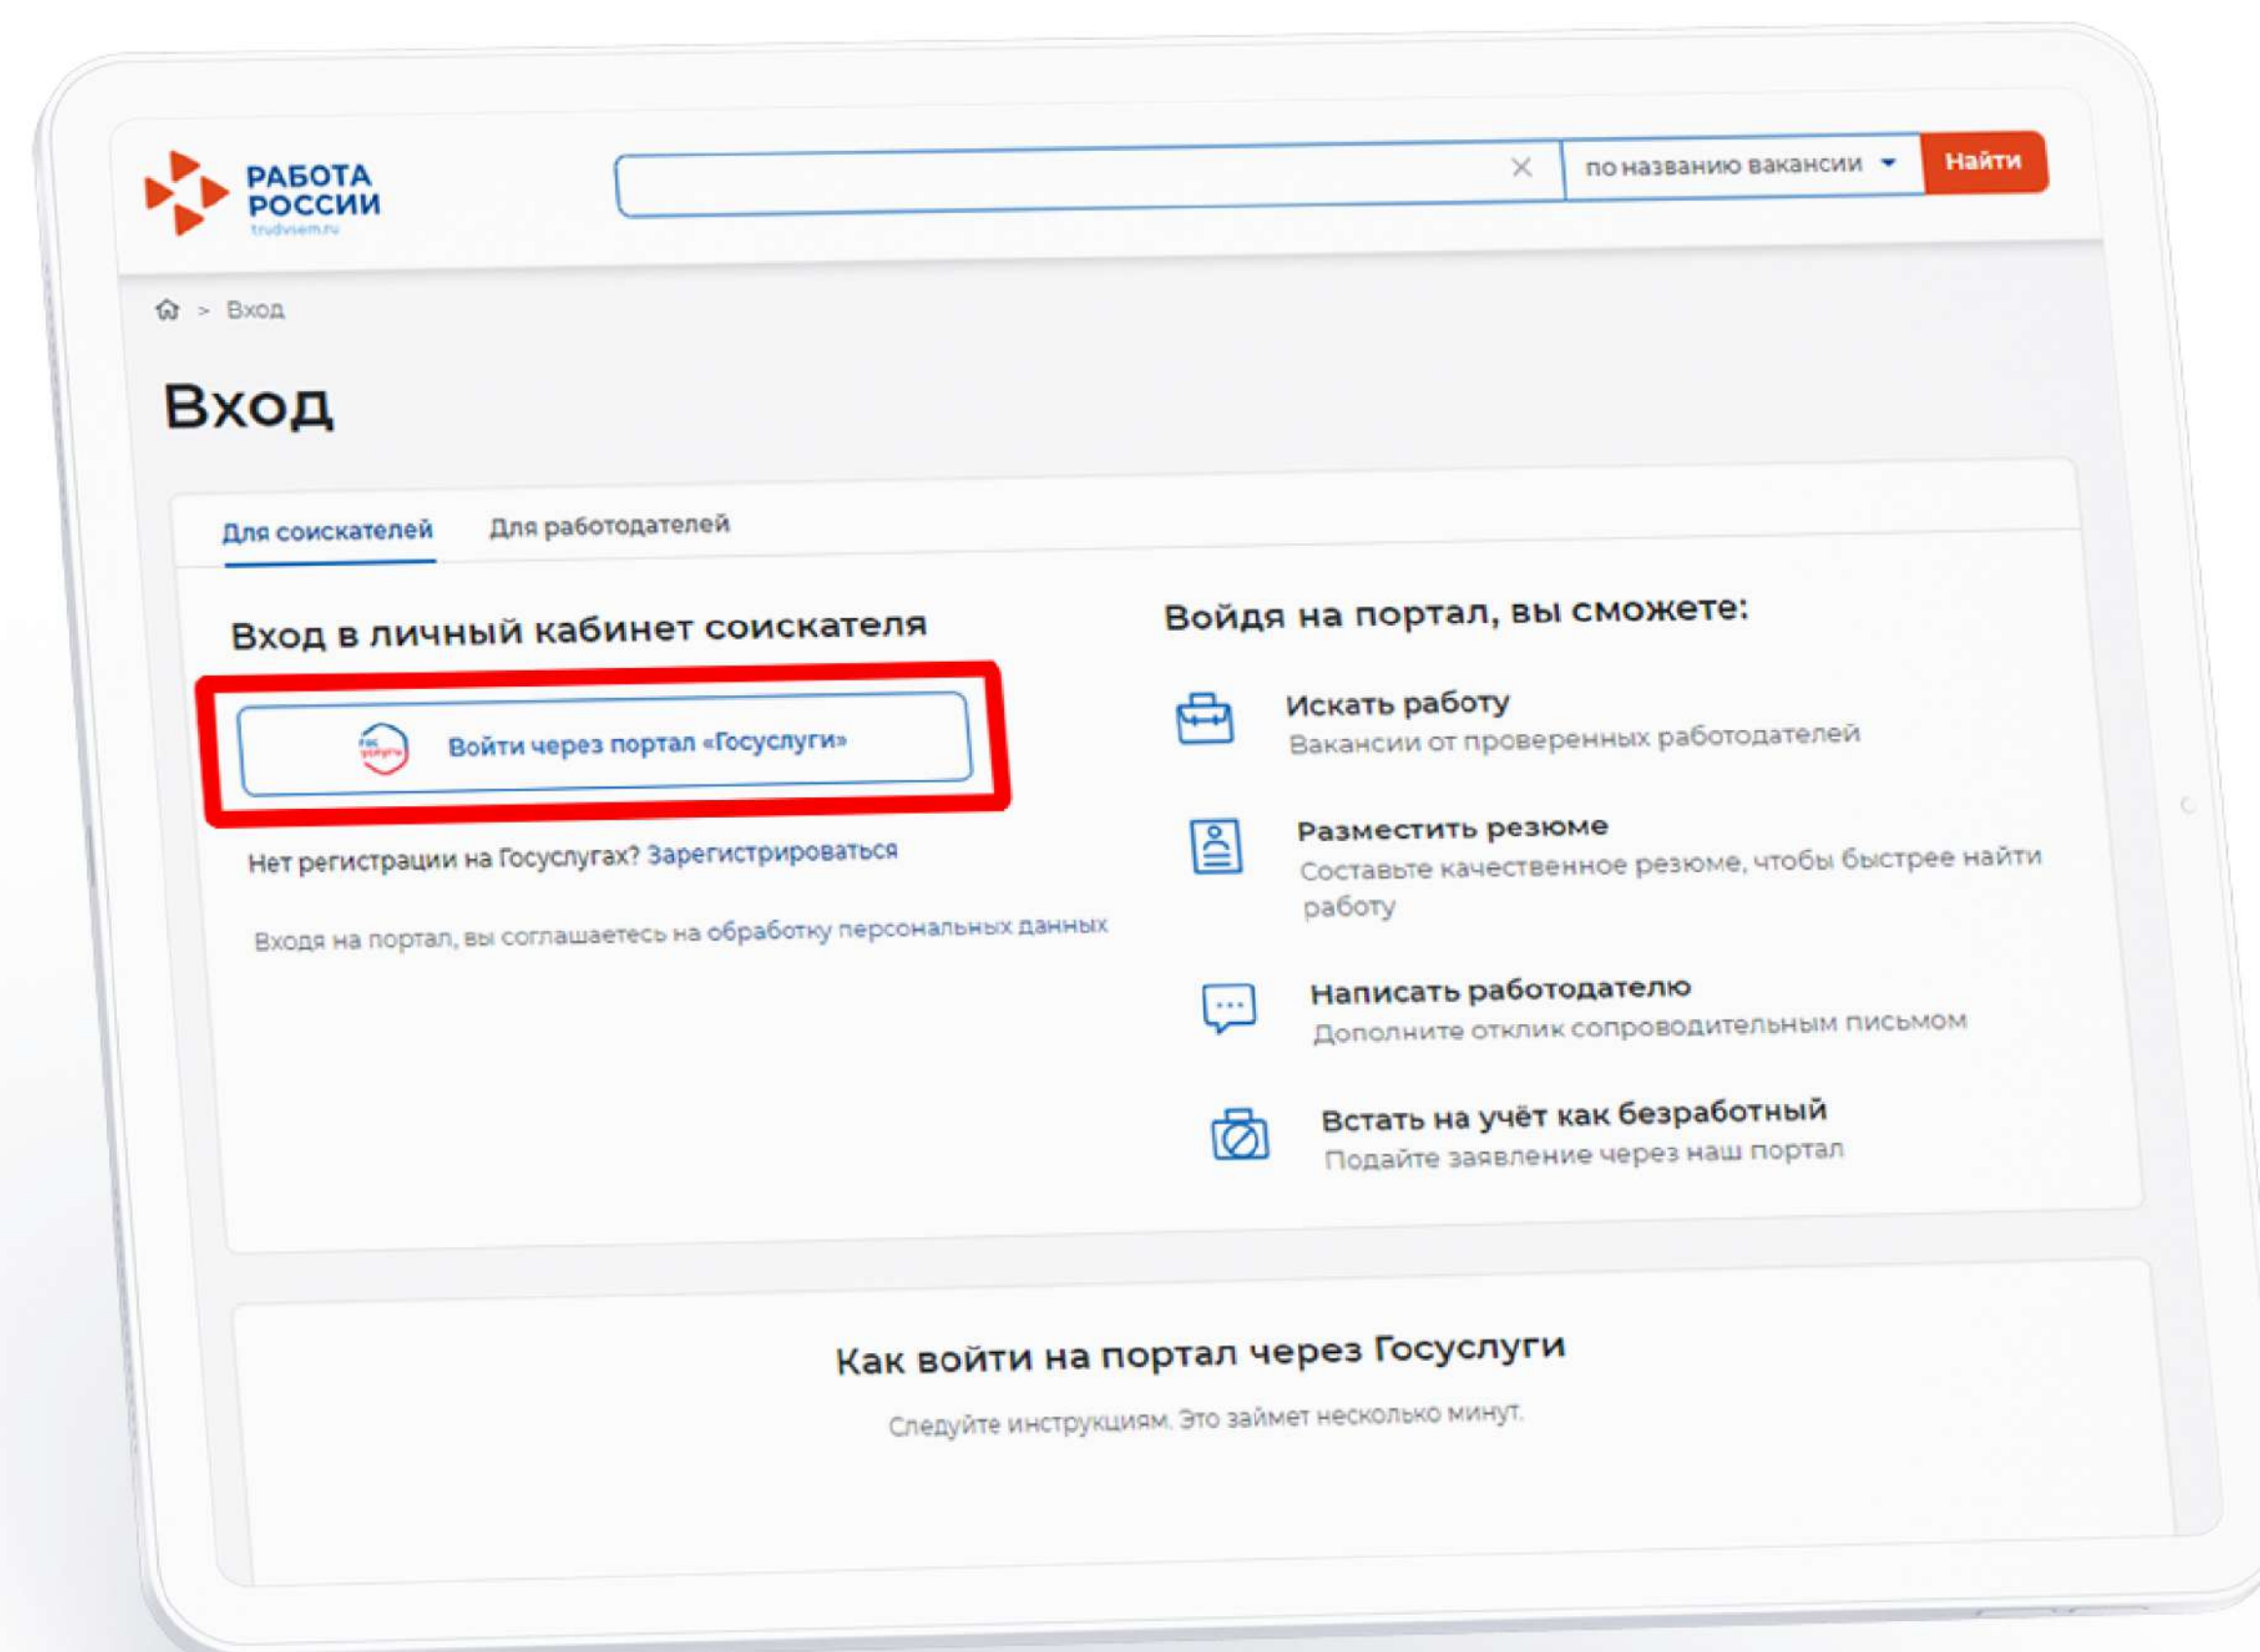 РАБОТА
РОССИИ
trudvsem.ru
по названию вакансии
Найти
> Вход
Вход
Для соискателей
Для работодателей
Вход в личный кабинет соискателя
гос
услуги
Войти через портал «Госуслуги»
Нет регистрации на Госуслугах? Зарегистрироваться
Входя на портал, вы соглашаетесь на обработку персональных данных
Войдя на портал, вы сможете:
Искать работу
Вакансии от проверенных работодателей
Разместить резюме
Составьте качественное резюме, чтобы быстрее найти
работу
Написать работодателю
Дополните отклик сопроводительным письмом
Встать на учёт как безработный
Подайте заявление через наш портал
Как войти на портал через Госуслуги
Следуйте инструкциям. Это займет несколько минут.